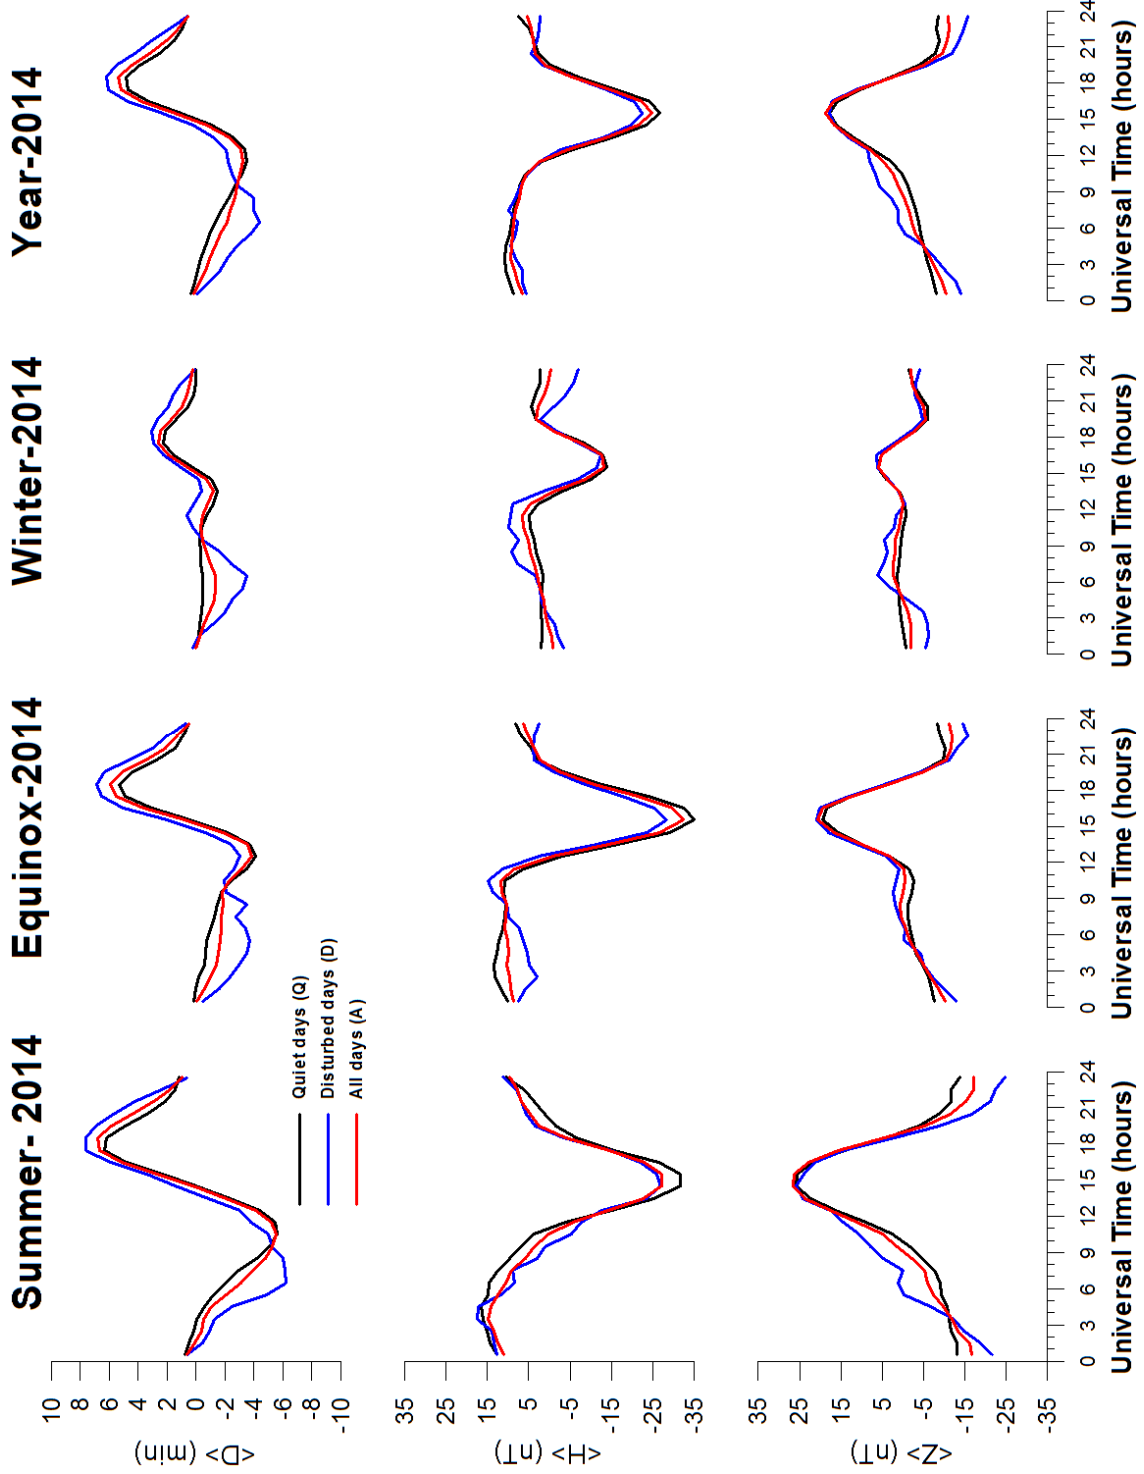 Summer- 2014
Equinox-2014
Winter-2014
Year-2014
10
8
6
4
2
0
-2
-4
-6
-8
-10
<D> (min)
Quiet days (Q)
Disturbed days (D)
All days (A)
35
25
15
5
-5
-15
-25
-35
<H> (nT)
35
25
15
5
-5
-15
-25
-35
<Z> (nT)
0 3 6 9 12 15 18 21 24
0 3 6 9 12 15 18 21 24
0 3 6 9 12 15 18 21 24
0 3 6 9 12 15 18 21 24
Universal Time (hours)
Universal Time (hours)
Universal Time (hours)
Universal Time (hours)